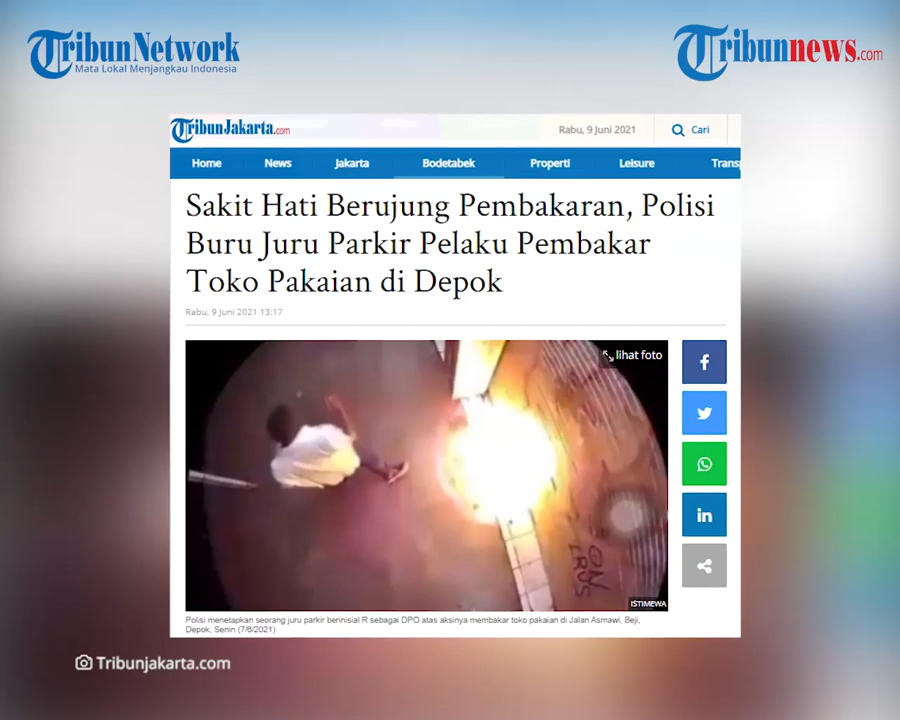 TribunNetwork
Mata Lokal Menjangkau Indonesia
Tribunnews.com
TribunJakarta.com
Rabu, 9 Juni 2021
Cari
Home News Jakarta Bodetabek Properti Leisure Transp
Sakit Hati Berujung Pembakaran, Polisi
Buru Juru Parkir Pelaku Pembakar
Toko Pakaian di Depok
Rabu, 9 Juni 2021 13:17
lihat foto
ISTIMEWA
Polisi menetapkan seorang juru parkir berinisial R sebagai DPO atas aksinya membakar toko pakaian di Jalan Asmawi, Beji,
Depok, Senin (7/6/2021)
Tribunjakarta.com